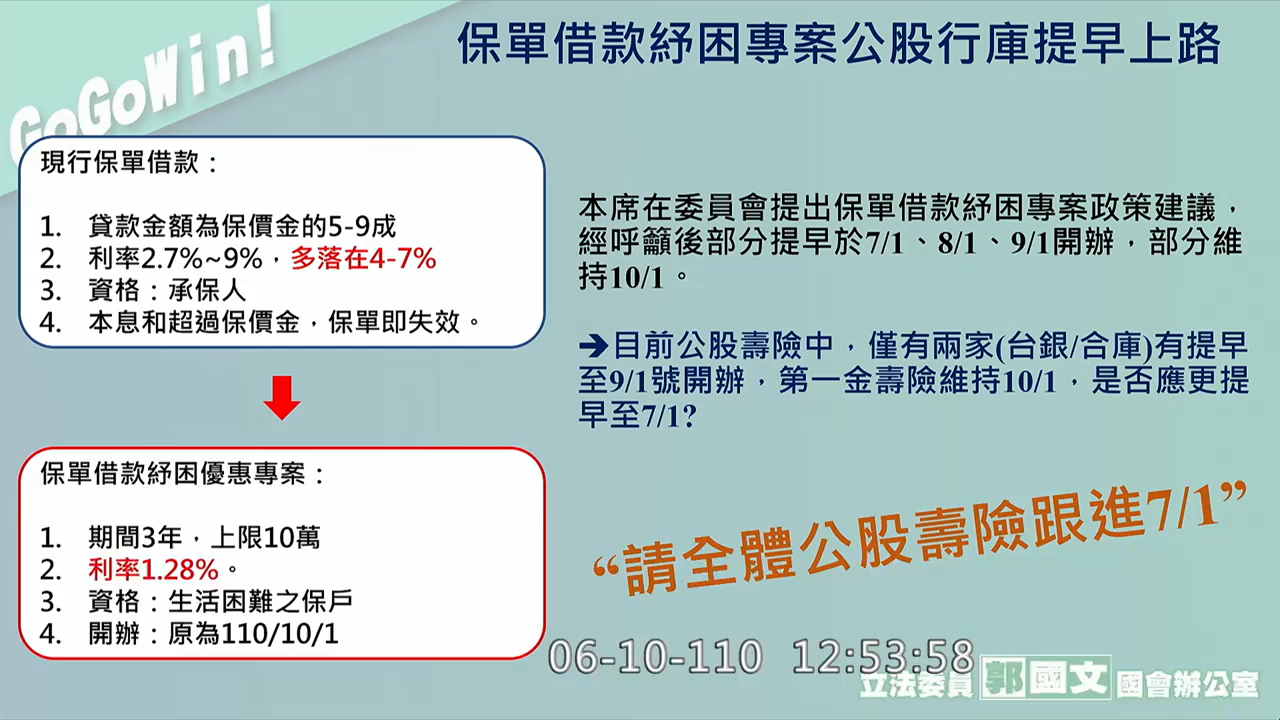 GoGoWin!
保單借款紓困專案公股行庫提早上路
現行保單借款：
1. 貸款金額為保價金的5-9成
2. 利率2.7%~9%，多落在4-7%
3. 資格：承保人
4. 本息和超過保價金，保單即失效。
保單借款紓困優惠專案：
1. 期間3年，上限10萬
2. 利率1.28%。
3. 資格：生活困難之保戶
4. 開辦：原為110/10/1
本席在委員會提出保單借款紓困專案政策建議，
經呼籲後部分提早於7/1、8/1、9/1開辦，部分維
持10/1。
➔目前公股壽險中，僅有兩家(台銀/合庫)有提早
至9/1號開辦，第一金壽險維持10/1，是否應更提
早至7/1?
“請全體公股壽險跟進7/1”
06-10-110 12:53:58
立法委員 郭國文 國會辦公室